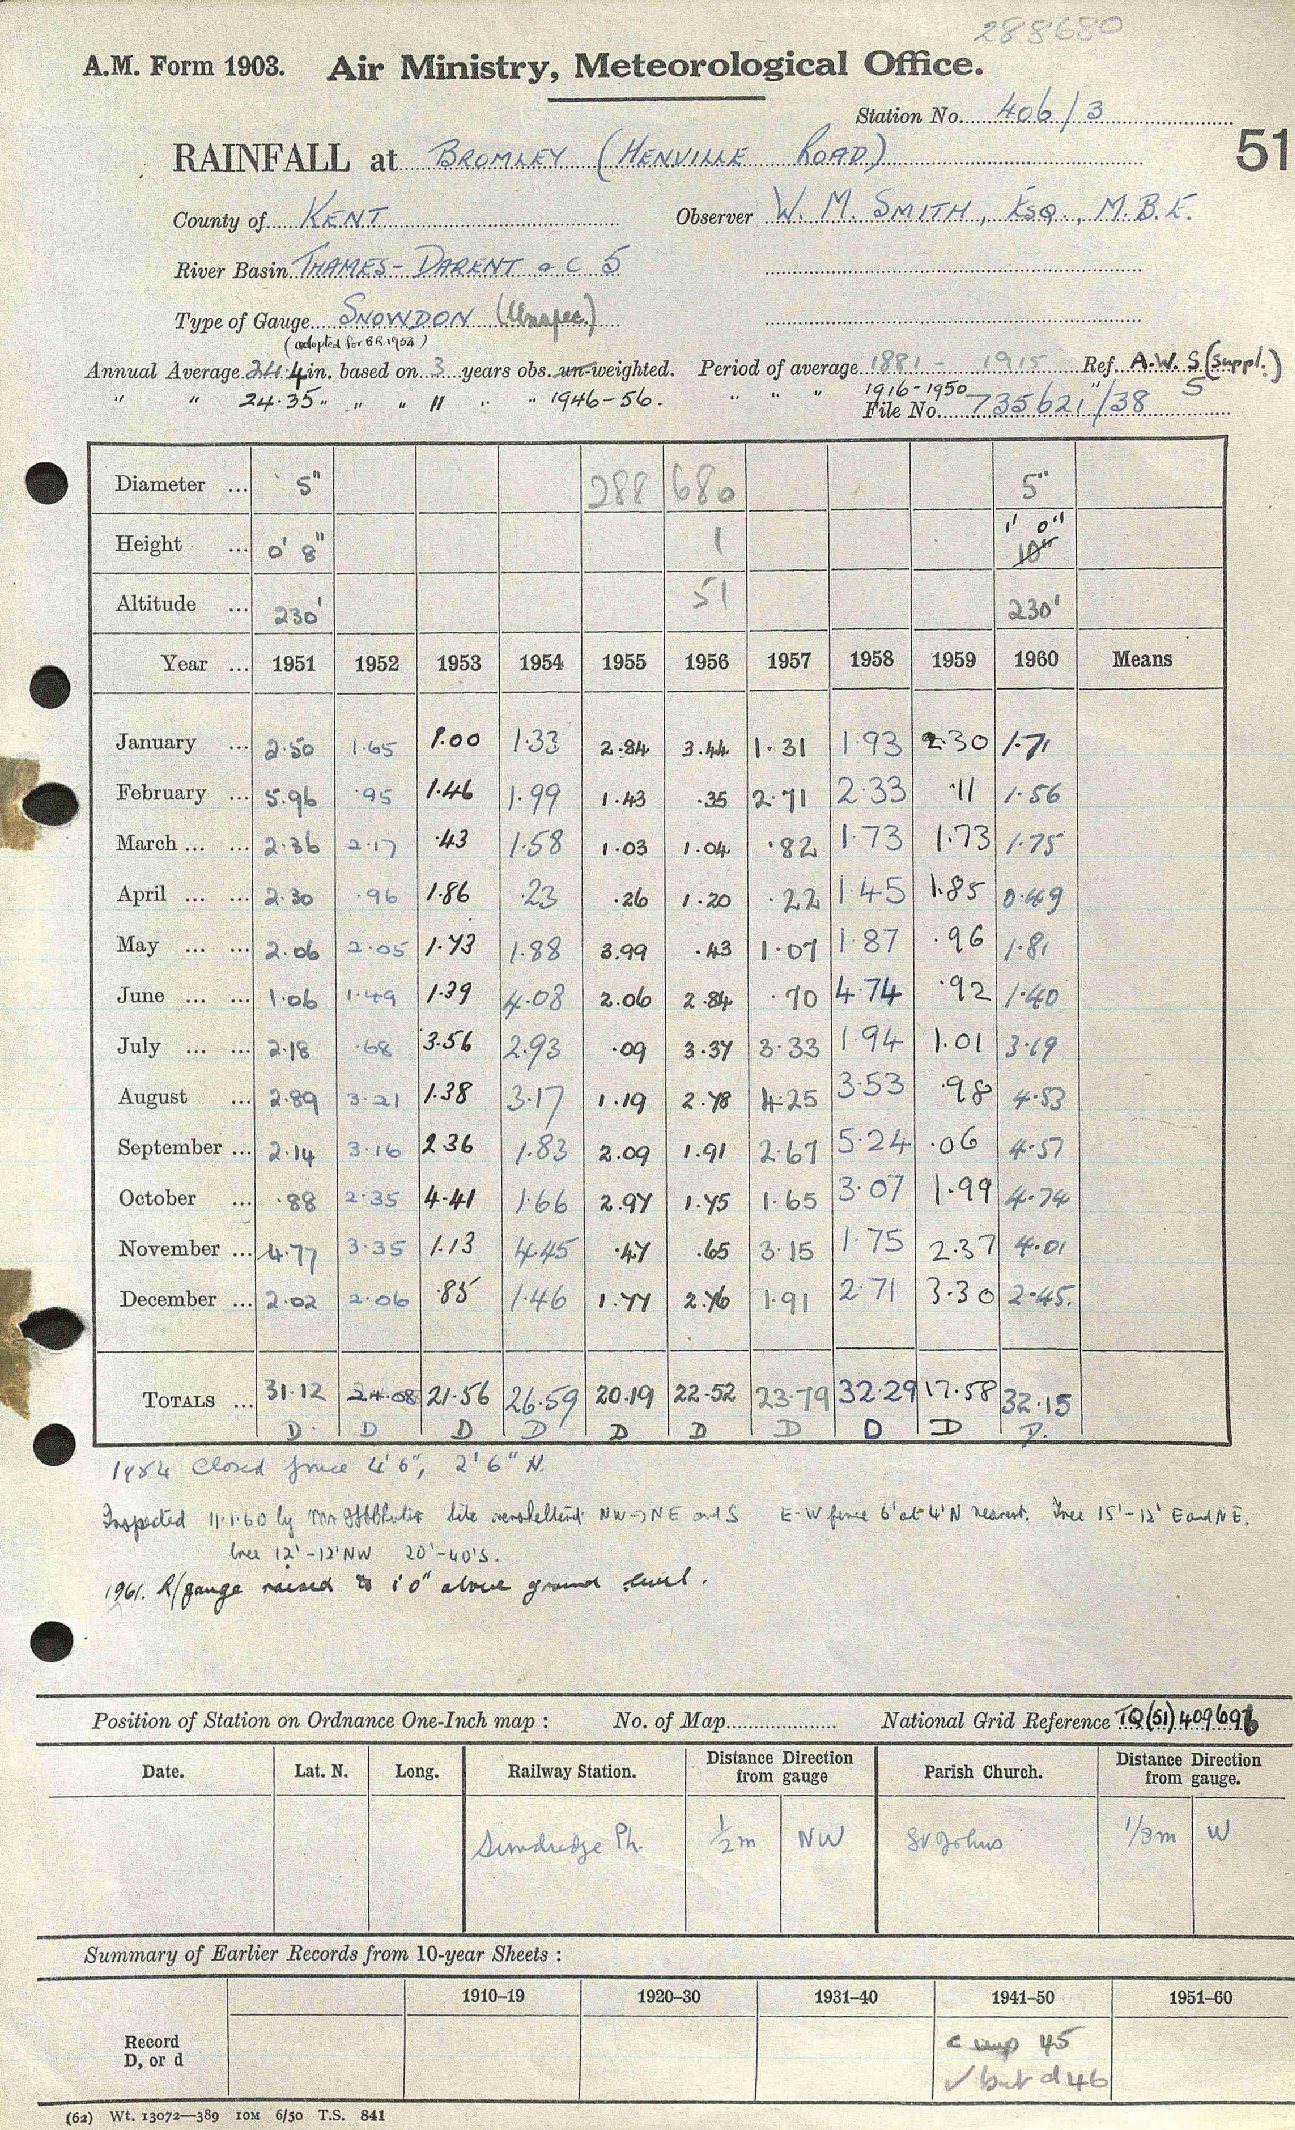 288680
A.M. Form 1903. Air Ministry, Meteorological Office.
Station No. 406/3
51
RAINFALL at BROMLEY (HENVILLE ROAD)
County of KENT Observer W. M. SMITH, ESQ., M.B.E.
River Basin THAMES-DARENT & C 5
Type of Gauge SNOWDON (Unspec.)
(adopted for BR 1954)
Annual Average 24.4 in. based on 3 years obs. un-weighted. Period of average 1881 - 1915 Ref. A.W.S (Suppl.)
" " 24.35 " " " 11 " " 1946-56. " " " 1916-1950 " 5
File No. 735621/38
Diameter ... 5" 288 680 5"
Height ... 0' 8" 1 1' 0" 10"
Altitude ... 230' 51 230'
Year ... 1951 1952 1953 1954 1955 1956 1957 1958 1959 1960 Means
January ... 2.50 1.65 1.00 1.33 2.84 3.44 1.31 1.93 2.30 1.71
February ... 5.96 .95 1.46 1.99 1.43 .35 2.71 2.33 .11 1.56
March ... ... 2.36 2.17 .43 1.58 1.03 1.04 .82 1.73 1.73 1.75
April ... ... 2.30 .96 1.86 .23 .26 1.20 .22 1.45 1.85 0.49
May ... ... 2.06 2.05 1.73 1.88 3.99 .43 1.07 1.87 .96 1.81
June ... ... 1.06 1.49 1.39 4.08 2.06 2.84 .70 4.74 .92 1.40
July ... ... 2.18 .68 3.56 2.93 .09 3.37 3.33 1.94 1.01 3.19
August ... 2.89 3.21 1.38 3.17 1.19 2.78 4.25 3.53 .98 4.53
September ... 2.14 3.16 2.36 1.83 2.09 1.91 2.67 5.24 .06 4.51
October ... .88 2.35 4.41 1.66 2.97 1.75 1.65 3.07 1.99 4.74
November ... 4.77 3.35 1.13 4.45 .47 .65 3.15 1.75 2.37 4.01
December ... 2.02 2.06 .85 1.46 1.77 2.76 1.91 2.71 3.30 2.45.
TOTALS ... 31.12 24.08 21.56 26.59 20.19 22.52 23.79 32.29 17.58 32.15
D D D D D D D D D D.
1954 Closed fence 4'6", 2'6" N.
Inspected 11.1.60 by Mr Site oversheltered NW→NE and S E-W fence 6' at 4'N nearest. Tree 15'-12' E and NE.
tree 12'-12'NW 20'-40'S.
1961. R/gauge raised to 1'0" above ground level.
Position of Station on Ordnance One-Inch map : No. of Map National Grid Reference TQ(51)409696
Date. Lat. N. Long. Railway Station. Distance from gauge Direction Parish Church. Distance from gauge. Direction
Sundridge Pk. 1/2 m NW St Johns 1/3 m W
Summary of Earlier Records from 10-year Sheets :
1910–19 1920–30 1931–40 1941–50 1951–60
Record D, or d
c 45
✓ but d 46
(62) Wt. 13072—389 10M 6/50 T.S. 841